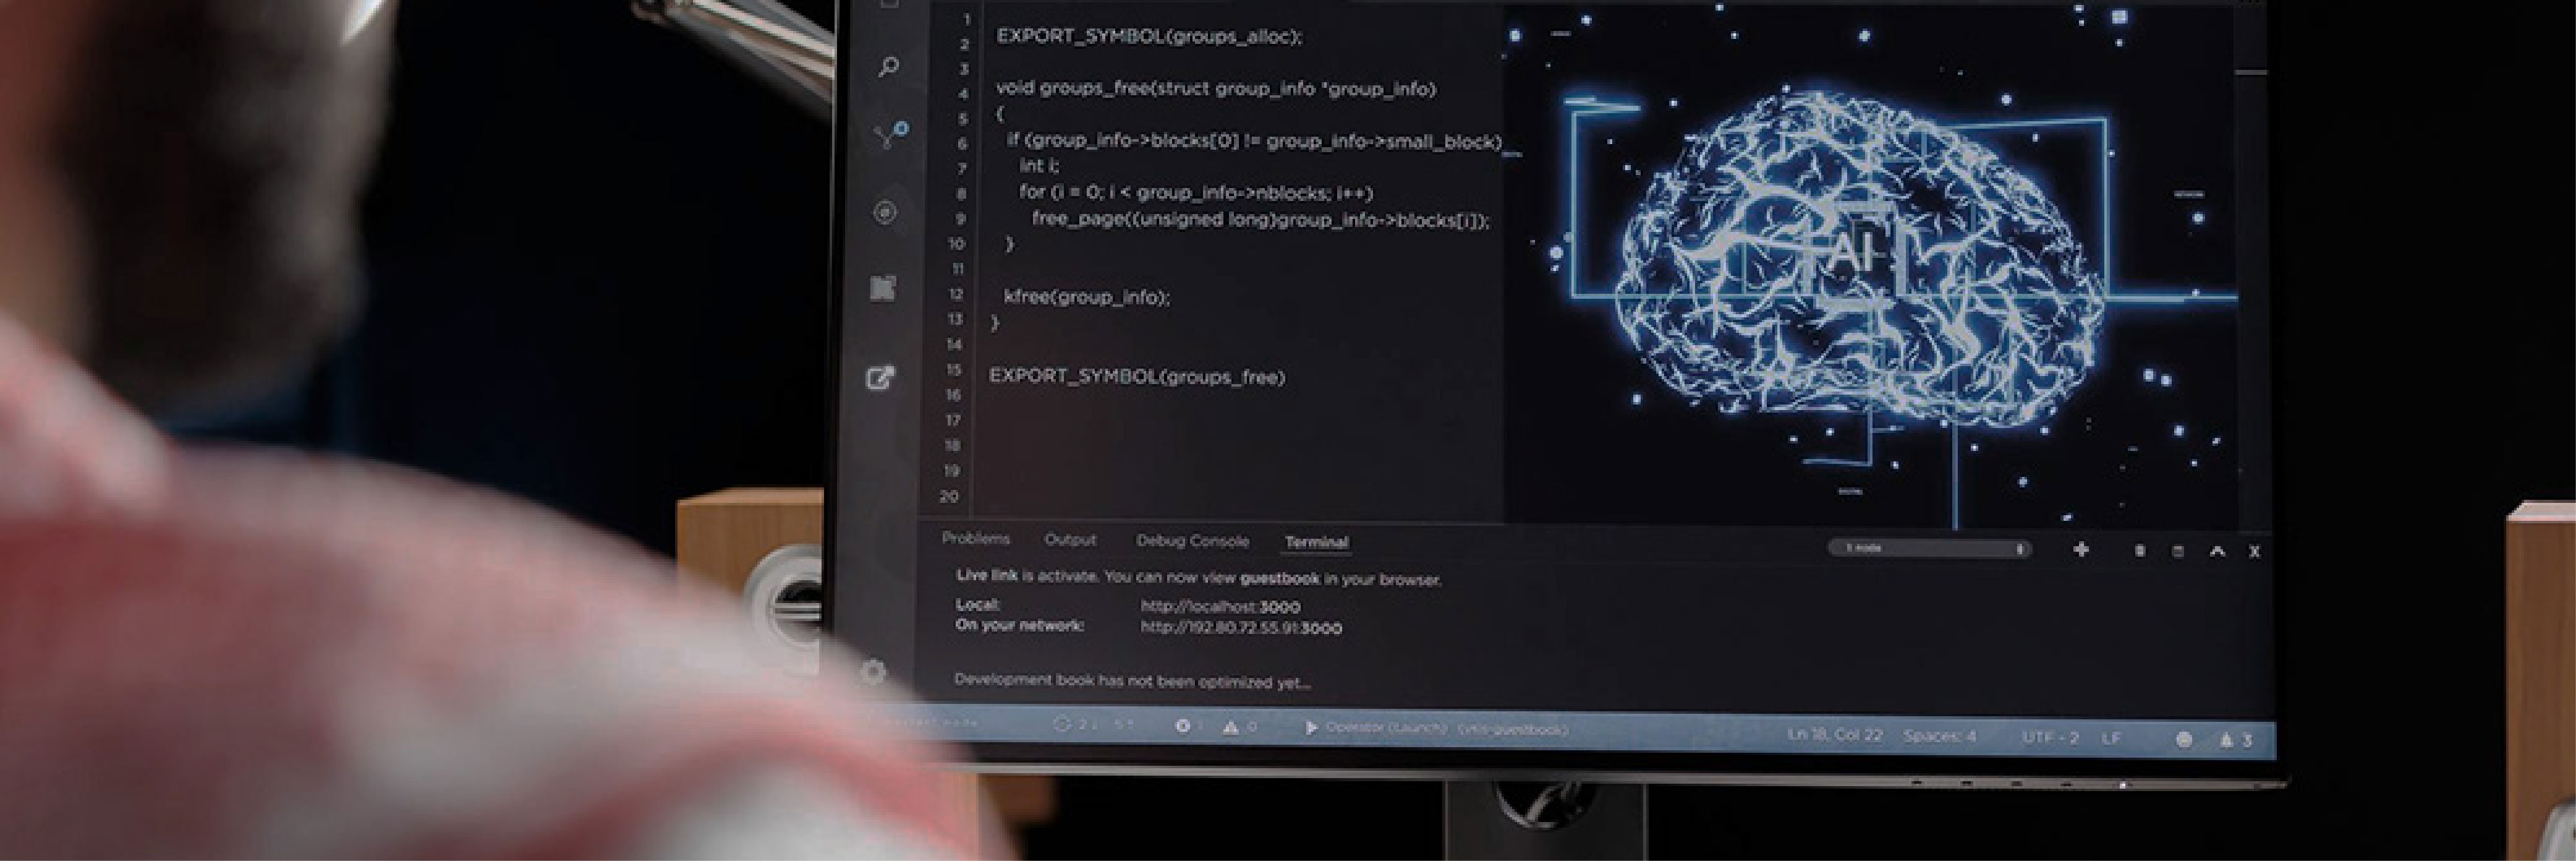 1
2 EXPORT_SYMBOL(groups_alloc);
3
4 void groups_free(struct group_info *group_info)
5 {
6 if (group_info->blocks[0] != group_info->small_block)
7 int i;
8 for (i = 0; i < group_info->nblocks; i++)
9 free_page((unsigned long)group_info->blocks[i]);
10 }
11
12 kfree(group_info);
13 }
14
15 EXPORT_SYMBOL(groups_free)
16
17
18
19
20
AI
Problems Output Debug Console Terminal
1 node
Live link is activate. You can now view guestbook in your browser.
Local: http://localhost:3000
On your network: http://192.80.72.55.91:3000
Development book has not been optimized yet...
Operator (Launch) Ln 18, Col 22 Spaces: 4 UTF-2 LF 3